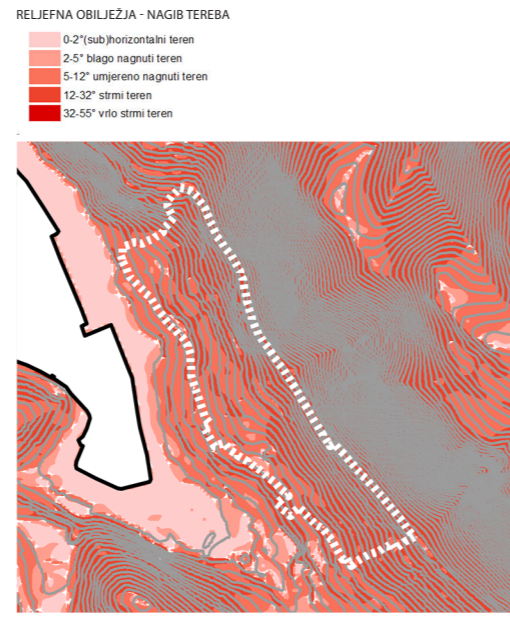 RELJEFNA OBILJEŽJA - NAGIB TEREBA
0-2°(sub)horizontalni teren
2-5° blago nagnuti teren
5-12° umjereno nagnuti teren
12-32° strmi teren
32-55° vrlo strmi teren